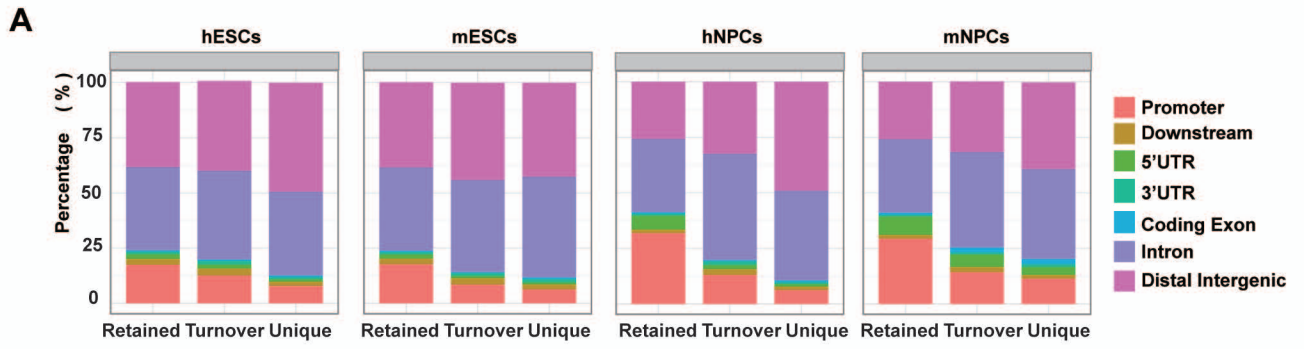 A
hESCs mESCs hNPCs mNPCs
Percentage (%)
100
75
50
25
0
Retained Turnover Unique Retained Turnover Unique Retained Turnover Unique Retained Turnover Unique
Promoter
Downstream
5’UTR
3’UTR
Coding Exon
Intron
Distal Intergenic